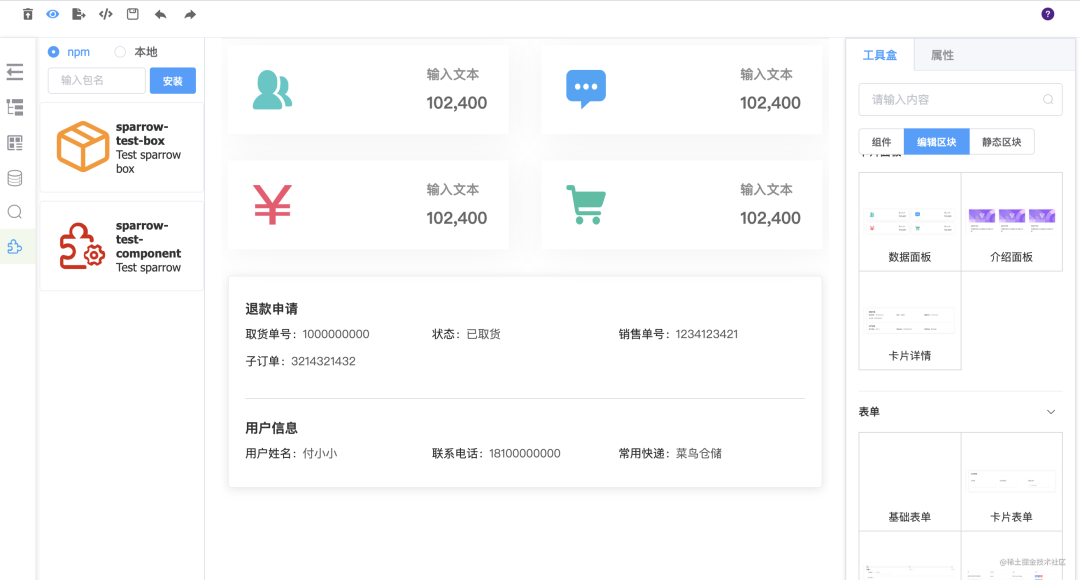 ?
npm
本地
输入包名
安装
sparrow-
test-box
Test sparrow
box
sparrow-
test-
component
Test sparrow
输入文本
102,400
输入文本
102,400
输入文本
102,400
输入文本
102,400
退款申请
取货单号: 1000000000
状态: 已取货
销售单号: 1234123421
子订单: 3214321432
用户信息
用户姓名: 付小小
联系电话: 18100000000
常用快递: 菜鸟仓储
工具盒
属性
请输入内容
组件
编辑区块
静态区块
数据面板
介绍面板
卡片详情
表单
基础表单
卡片表单
@稀土掘金技术社区